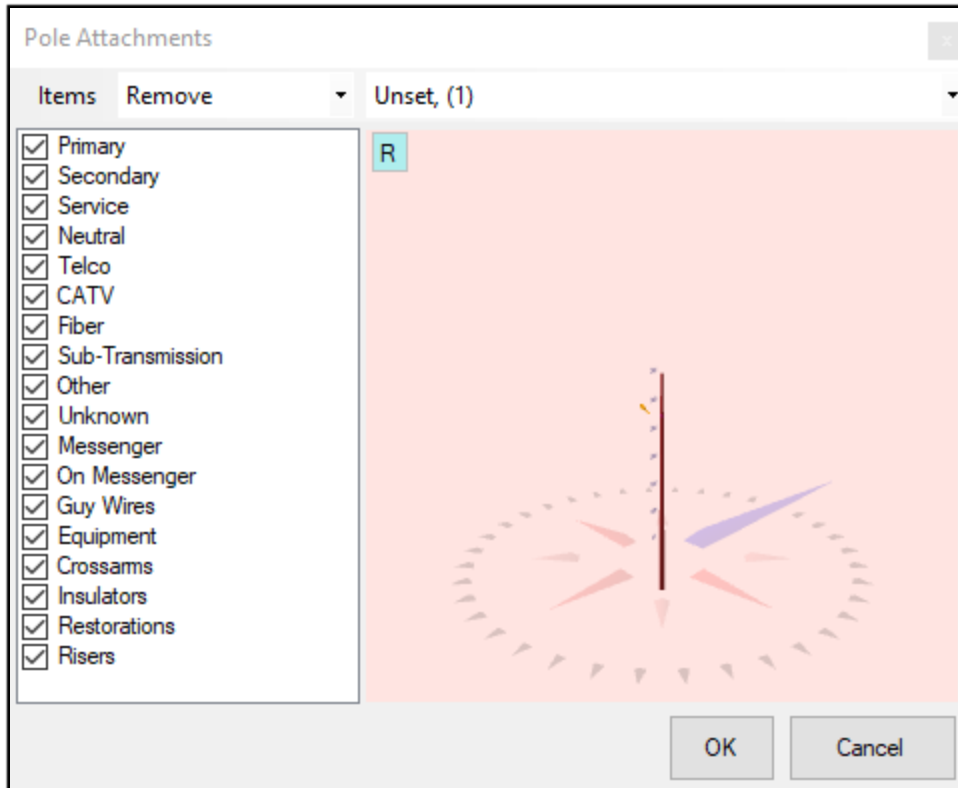 Pole Attachments
x
Items Remove Unset, (1)
R
Primary
Secondary
Service
Neutral
Telco
CATV
Fiber
Sub-Transmission
Other
Unknown
Messenger
On Messenger
Guy Wires
Equipment
Crossarms
Insulators
Restorations
Risers
OK Cancel